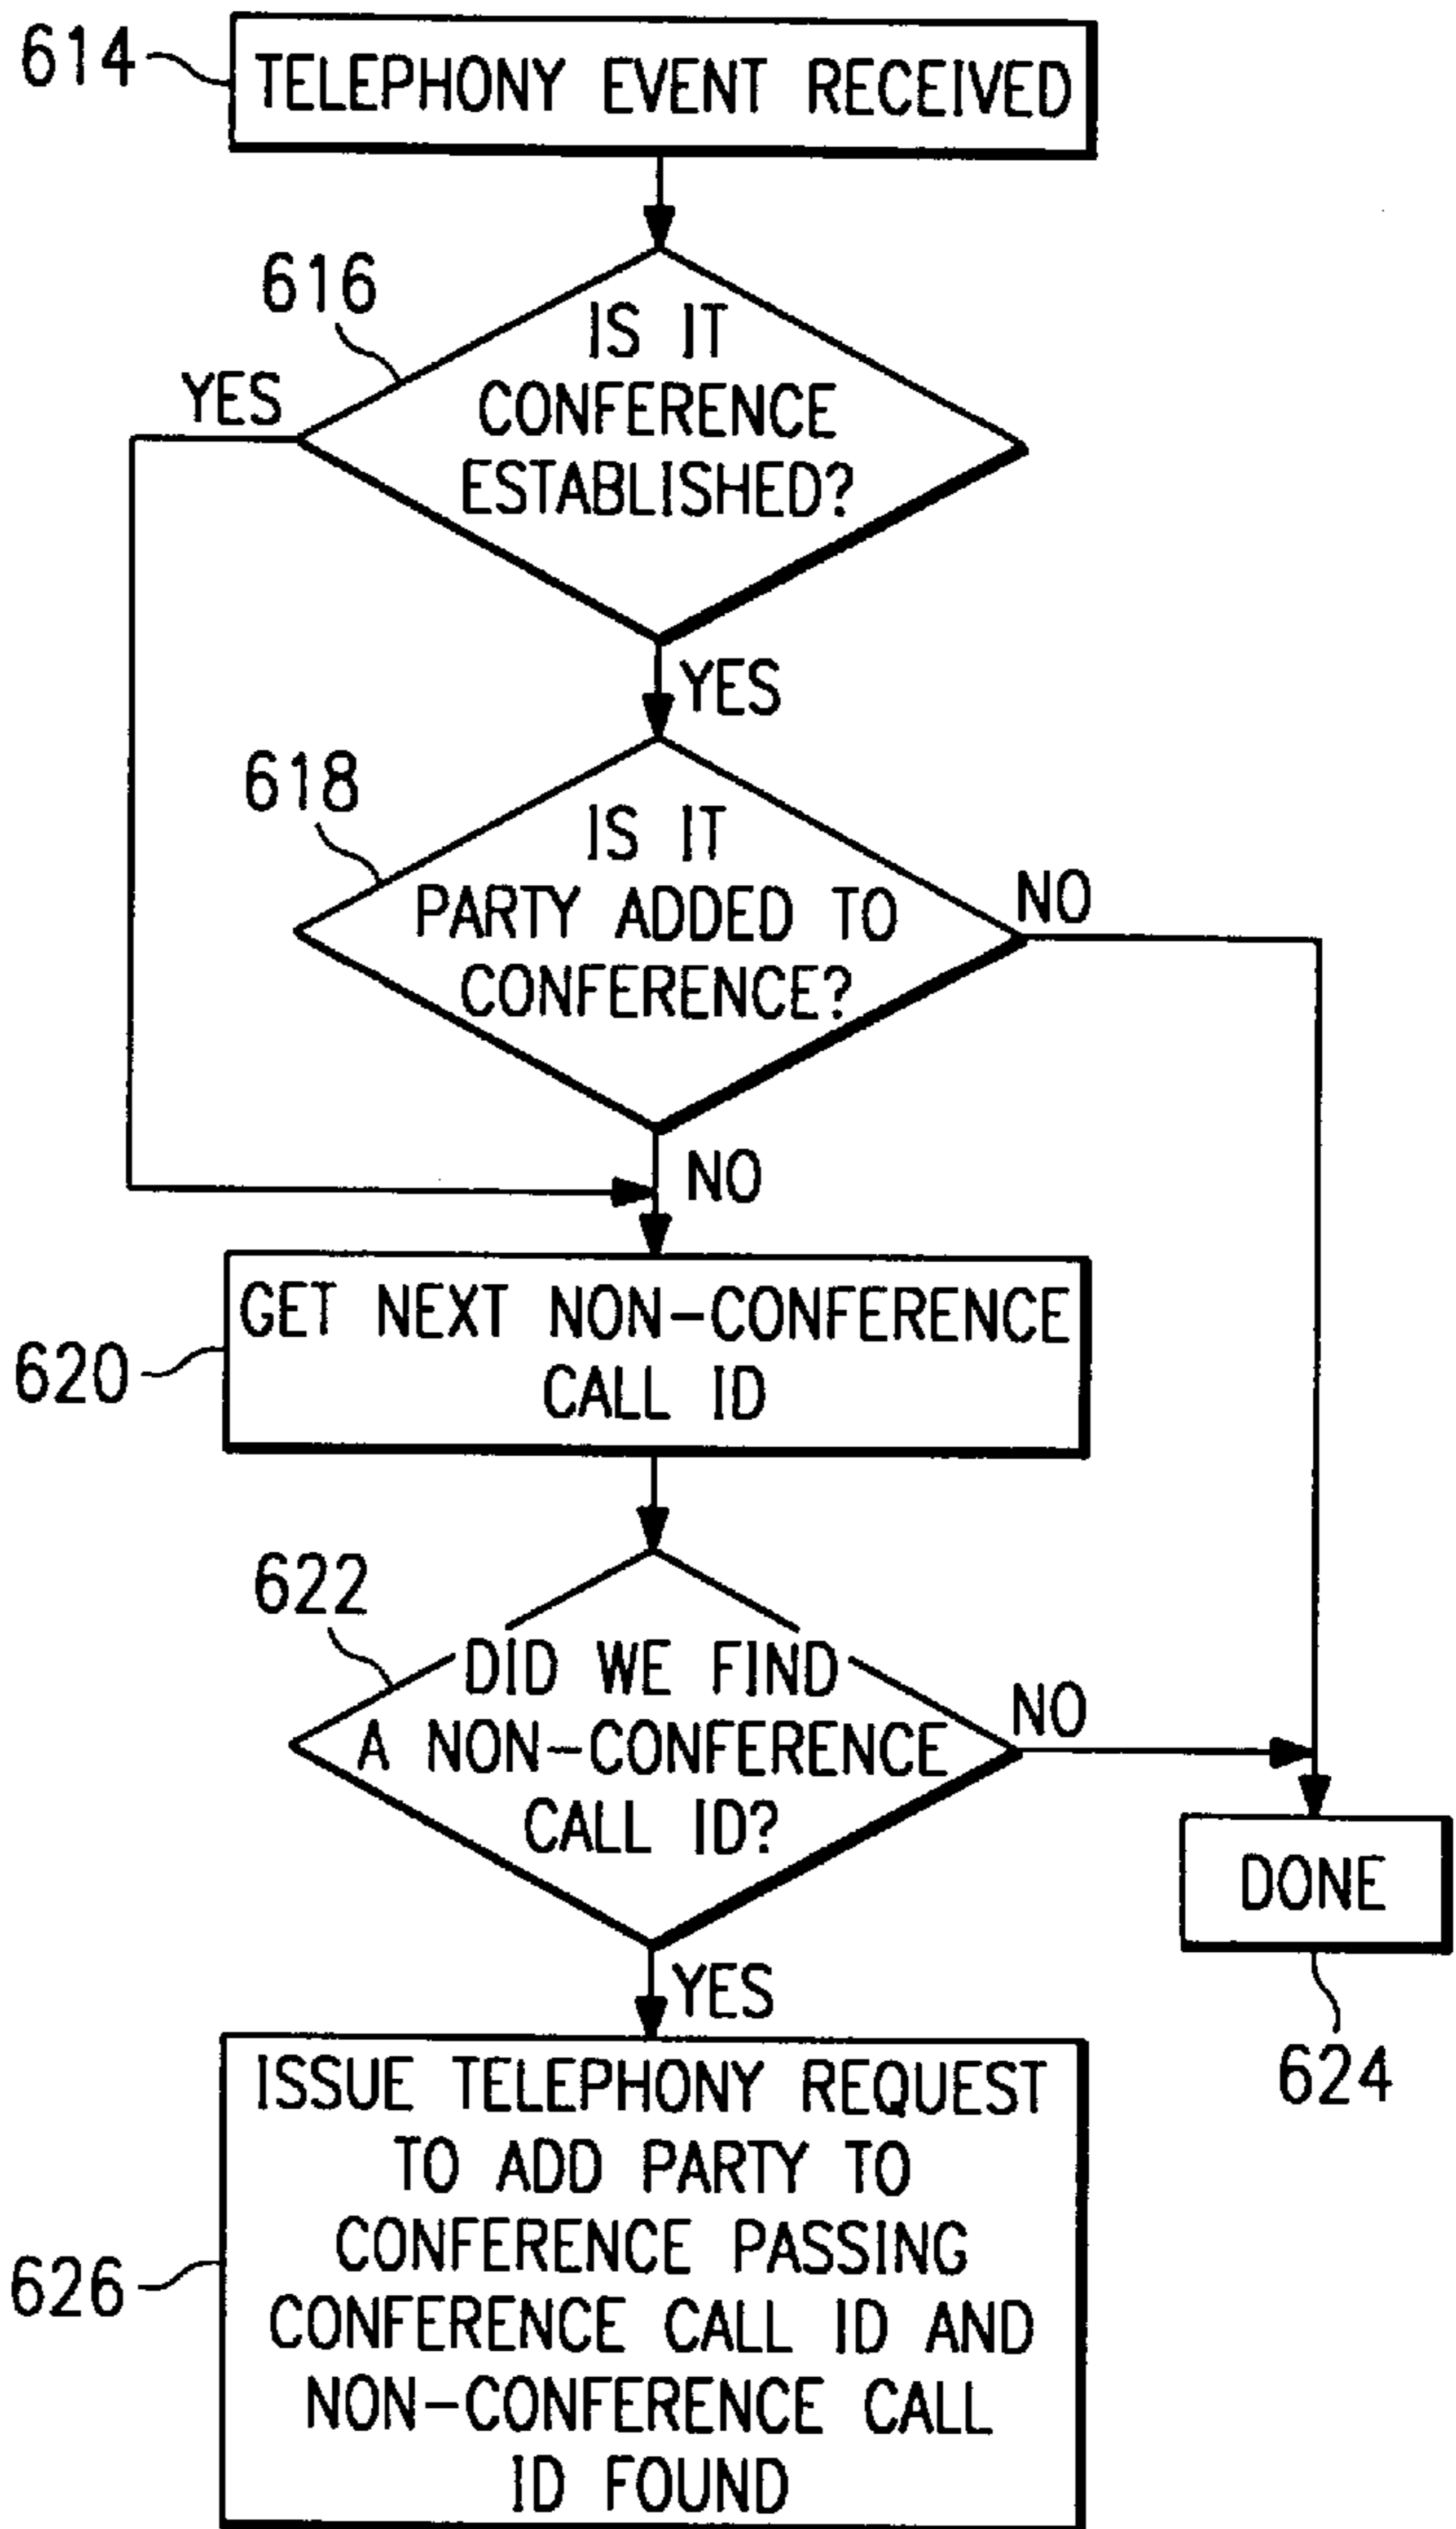 614
TELEPHONY EVENT RECEIVED
616
IS IT
CONFERENCE
ESTABLISHED?
YES
YES
618
IS IT
PARTY ADDED TO
CONFERENCE?
NO
NO
GET NEXT NON-CONFERENCE
CALL ID
620
622
DID WE FIND
A NON-CONFERENCE
CALL ID?
NO
DONE
624
YES
ISSUE TELEPHONY REQUEST
TO ADD PARTY TO
CONFERENCE PASSING
CONFERENCE CALL ID AND
NON-CONFERENCE CALL
ID FOUND
626